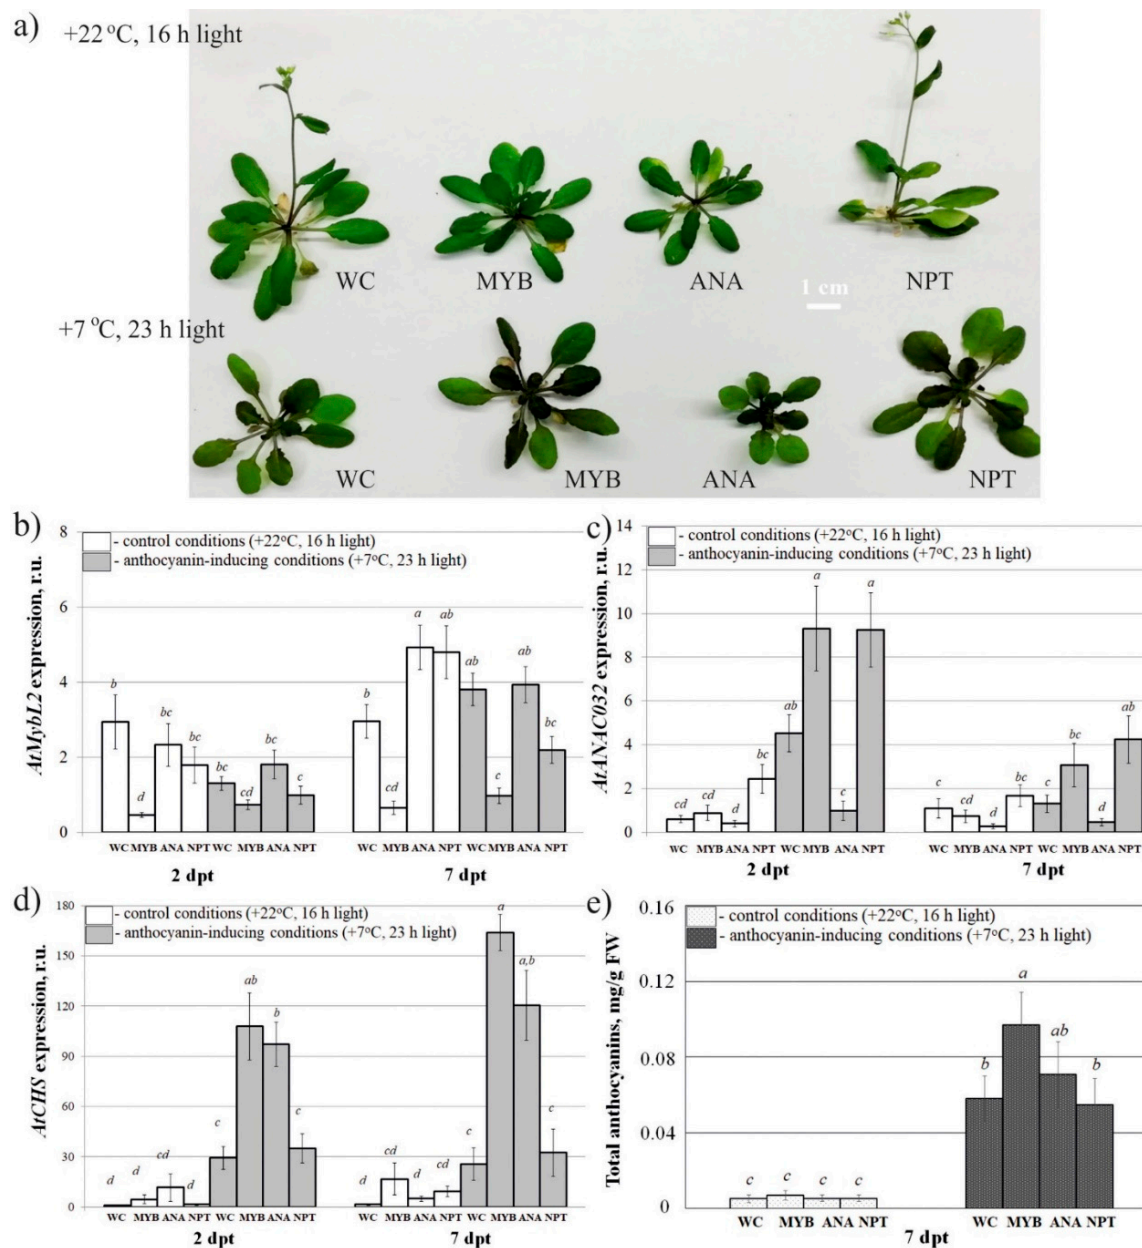 a)
+22 °C, 16 h light
WC MYB ANA NPT
1 cm
+7 °C, 23 h light
WC MYB ANA NPT
b)
AtMybL2 expression, r.u.
8
6
4
2
0
- control conditions (+22°C, 16 h light)
- anthocyanin-inducing conditions (+7°C, 23 h light)
b d bc bc bc cd bc c b cd a ab ab c ab bc
WC MYB ANA NPT WC MYB ANA NPT WC MYB ANA NPT WC MYB ANA NPT
2 dpt 7 dpt
c)
AtANAC032 expression, r.u.
14
12
10
8
6
4
2
0
- control conditions (+22°C, 16 h light)
- anthocyanin-inducing conditions (+7°C, 23 h light)
cd cd d bc ab a c a c cd d bc c bc cd ab
WC MYB ANA NPT WC MYB ANA NPT WC MYB ANA NPT WC MYB ANA NPT
2 dpt 7 dpt
d)
AtCHS expression, r.u.
180
150
120
90
60
30
0
- control conditions (+22°C, 16 h light)
- anthocyanin-inducing conditions (+7°C, 23 h light)
d d cd d c ab b c d cd d cd c a a,b c
WC MYB ANA NPT WC MYB ANA NPT WC MYB ANA NPT WC MYB ANA NPT
2 dpt 7 dpt
e)
Total anthocyanins, mg/g FW
0.16
0.12
0.08
0.04
0
- control conditions (+22°C, 16 h light)
- anthocyanin-inducing conditions (+7°C, 23 h light)
c c c c b a ab b
WC MYB ANA NPT WC MYB ANA NPT
7 dpt